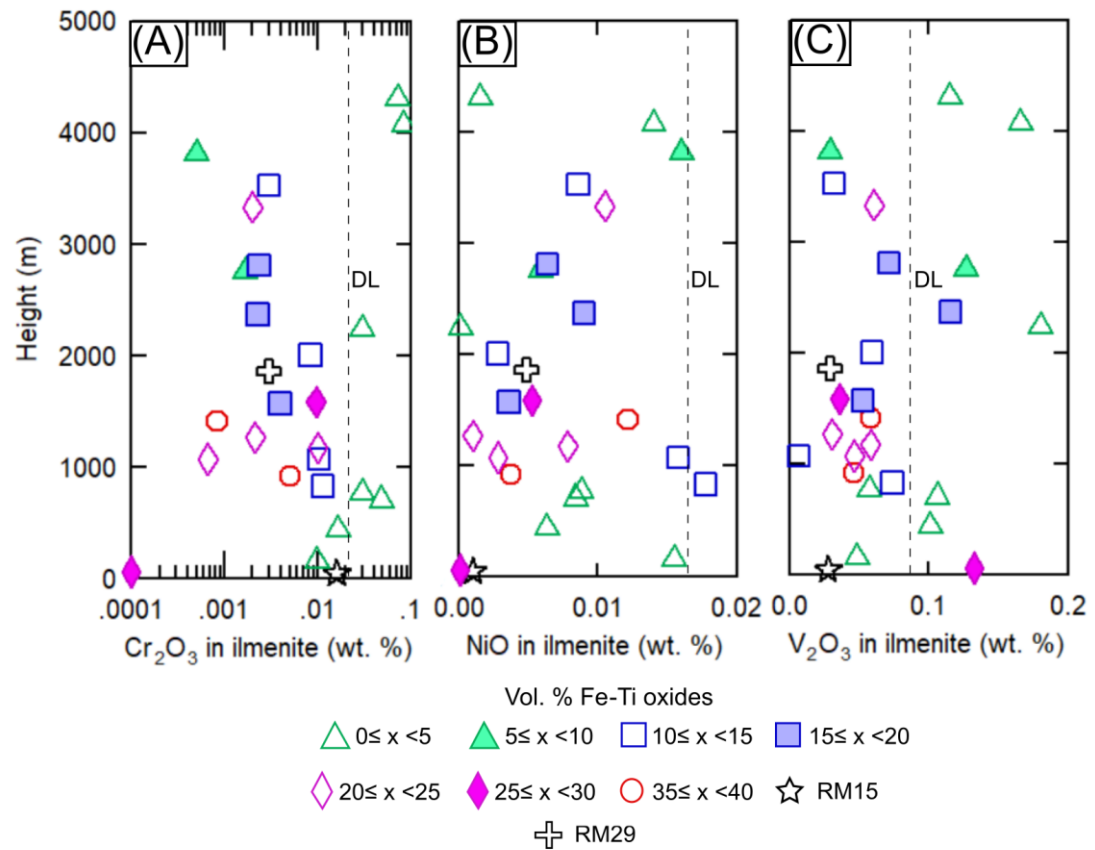 (A) (B) (C)
5000
4000
3000
2000
1000
0
Height (m)
DL DL DL
.0001 .001 .01 .1
0.00 0.01 0.02
0.0 0.1 0.2
Cr2O3 in ilmenite (wt. %) NiO in ilmenite (wt. %) V2O3 in ilmenite (wt. %)
Vol. % Fe-Ti oxides
0≤ x <5 5≤ x <10 10≤ x <15 15≤ x <20
20≤ x <25 25≤ x <30 35≤ x <40 RM15
RM29